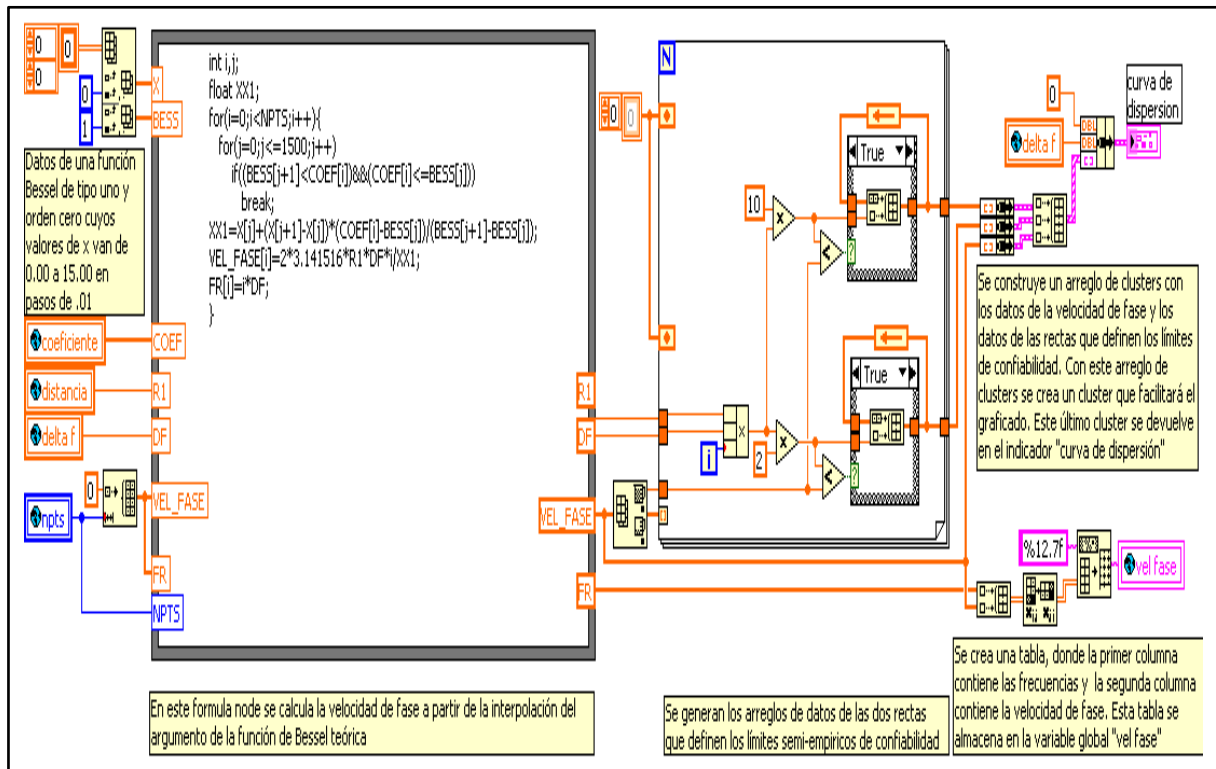 0
0
0
0
1
X
BESS
Datos de una función
Bessel de tipo uno y
orden cero cuyos
valores de x van de
0.00 a 15.00 en
pasos de .01
coeficiente
distancia
delta f
0
npts
COEF
R1
DF
VEL_FASE
FR
NPTS
int i,j;
float XX1;
for(i=0;i<NPTS;i++){
for(j=0;j<=1500;j++)
if((BESS[j+1]<COEF[i])&&(COEF[i]<=BESS[j]))
break;
XX1=X[j]+(X[j+1]-X[j])*(COEF[i]-BESS[j])/(BESS[j+1]-BESS[j]);
VEL_FASE[i]=2*3.141516*R1*DF*i/XX1;
FR[i]=i*DF;
}
R1
DF
VEL_FASE
FR
En este formula node se calcula la velocidad de fase a partir de la interpolación del
argumento de la función de Bessel teórica
N
0
0
True
10
x
<
?
True
x
x
2
<
?
i
Se generan los arreglos de datos de las dos rectas
que definen los límites semi-empiricos de confiabilidad
0
delta f
DBL
DBL
curva de
dispersion
Se construye un arreglo de clusters con
los datos de la velocidad de fase y los
datos de las rectas que definen los límites
de confiabilidad. Con este arreglo de
clusters se crea un cluster que facilitará el
graficado. Este último cluster se devuelve
en el indicador "curva de dispersión"
%12.7f
vel fase
Se crea una tabla, donde la primer columna
contiene las frecuencias y la segunda columna
contiene la velocidad de fase. Esta tabla se
almacena en la variable global "vel fase"